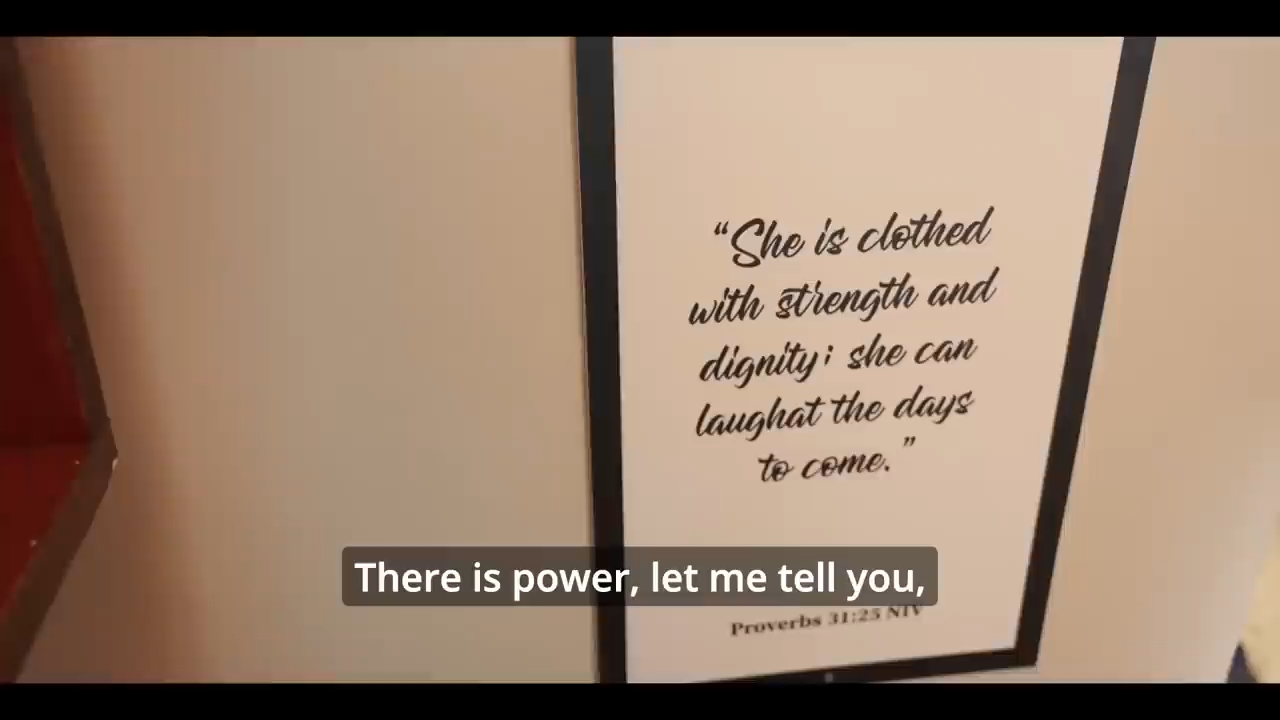 “She is clothed
with strength and
dignity; she can
laughat the days
to come.”
There is power, let me tell you,
Proverbs 31:25 NIV